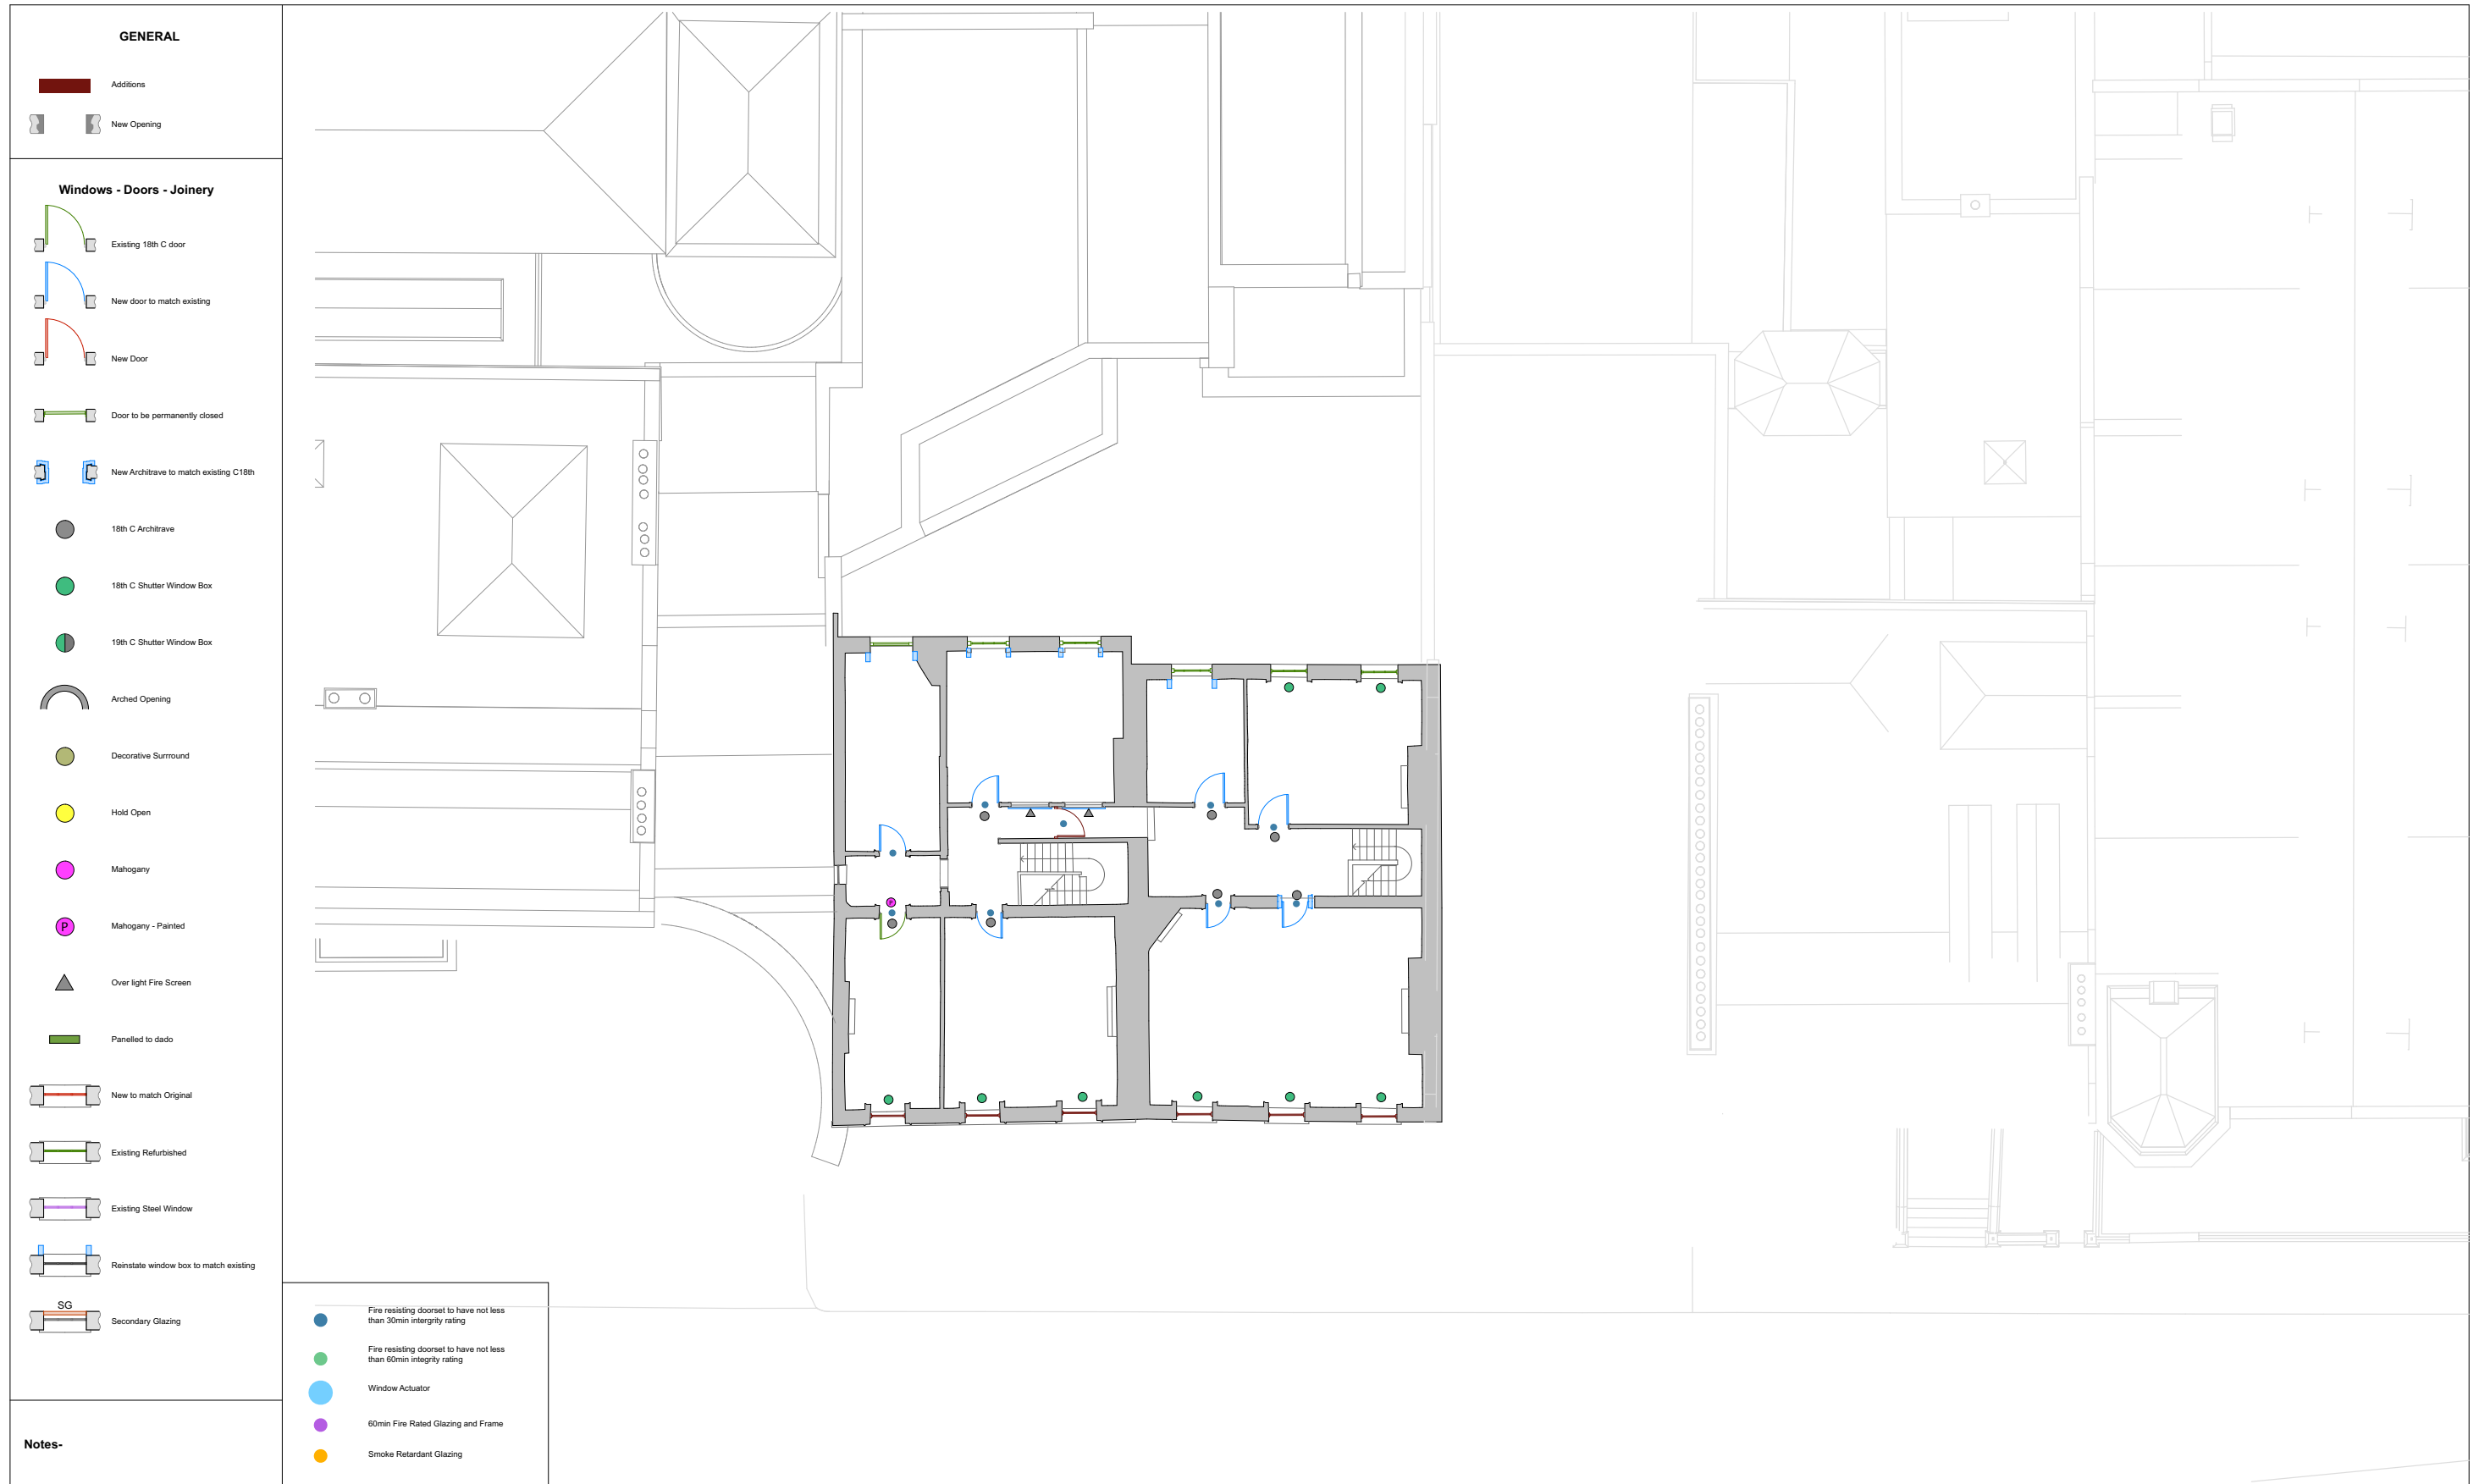 GENERAL
Additions
New Opening
Windows - Doors - Joinery
Existing 18th C door
New door to match existing
New Door
Door to be permanently closed
New Architrave to match existing C18th
18th C Architrave
18th C Shutter Window Box
19th C Shutter Window Box
Arched Opening
Decorative Surrround
Hold Open
Mahogany
P
Mahogany - Painted
Over light Fire Screen
Panelled to dado
New to match Original
Existing Refurbished
Existing Steel Window
Reinstate window box to match existing
SG
Secondary Glazing
Notes-
Fire resisting doorset to have not less
than 30min intergrity rating
Fire resisting doorset to have not less
than 60min integrity rating
Window Actuator
60min Fire Rated Glazing and Frame
Smoke Retardant Glazing
P